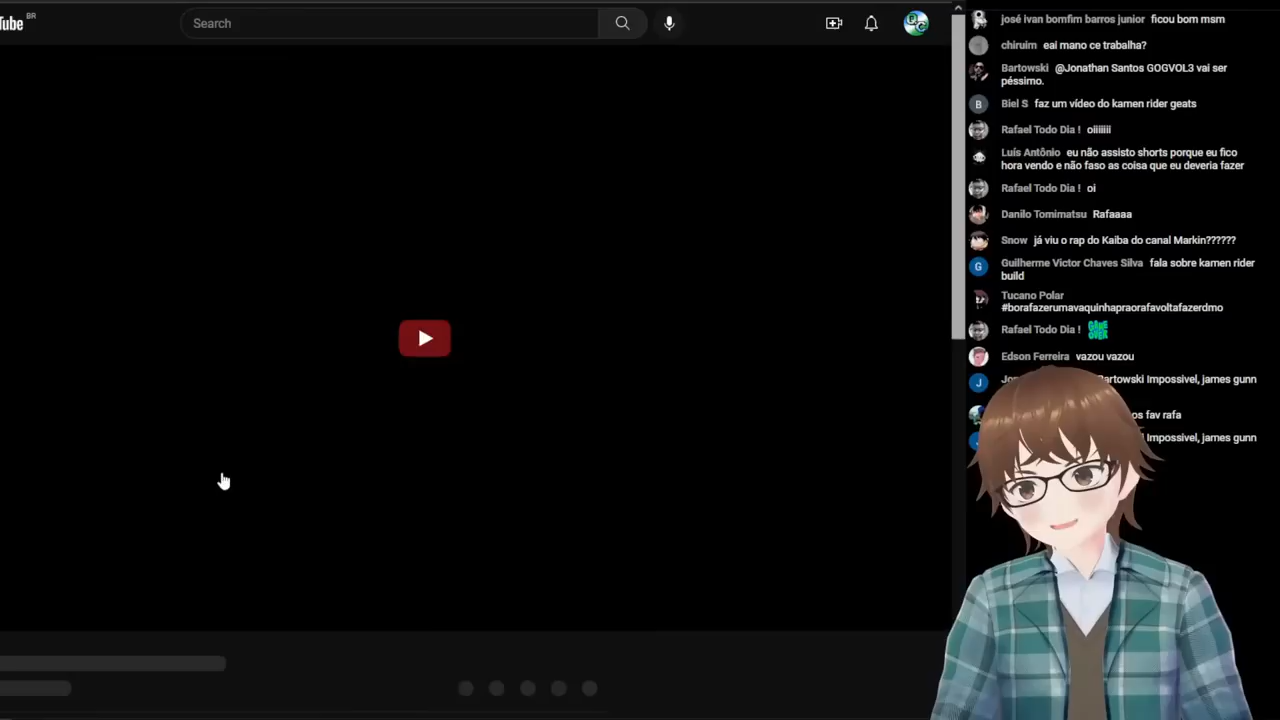 Tube BR
Search
josé ivan bomfim barros junior ficou bom msm
chiruim eai mano ce trabalha?
Bartowski @Jonathan Santos GOGVOL3 vai ser
péssimo.
B
Biel S faz um vídeo do kamen rider geats
Rafael Todo Dia ! oiiiiiii
Luís Antônio eu não assisto shorts porque eu fico
hora vendo e não faso as coisa que eu deveria fazer
Rafael Todo Dia ! oi
Danilo Tomimatsu Rafaaaa
Snow já viu o rap do Kaiba do canal Markin??????
G
Guilherme Victor Chaves Silva fala sobre kamen rider
build
Tucano Polar
#borafazerumavaquinhapraorafavoltafazerdmo
Rafael Todo Dia ! GAME OVER
Edson Ferreira vazou vazou
J
Bartowski Impossivel, james gunn
os fav rafa
Impossivel, james gunn